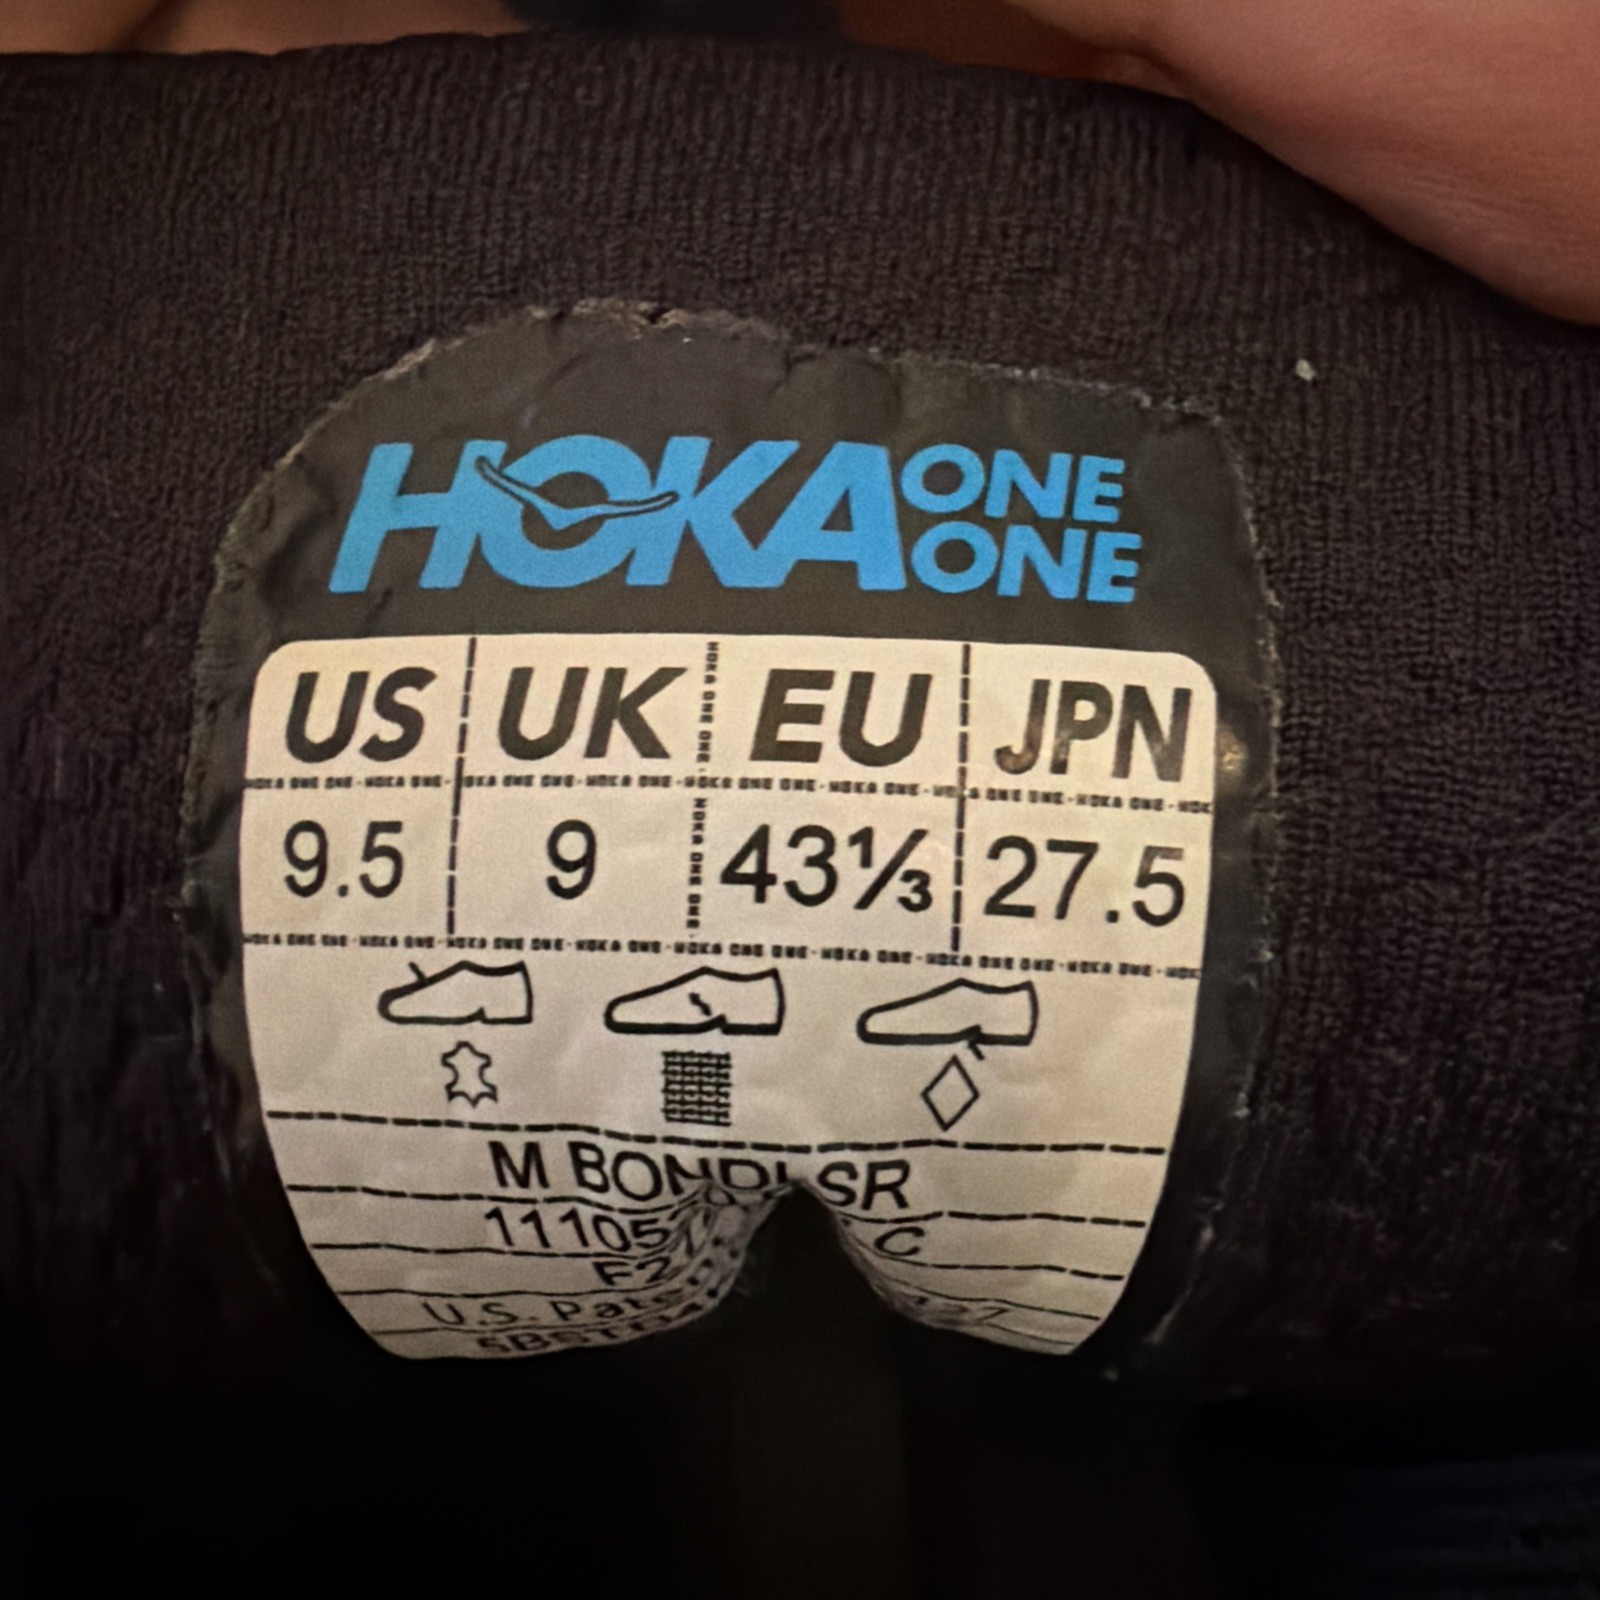 HOKA ONE ONE
US UK EU JPN
9.5 9 43⅓ 27.5
M BONDI SR
C
U.S.